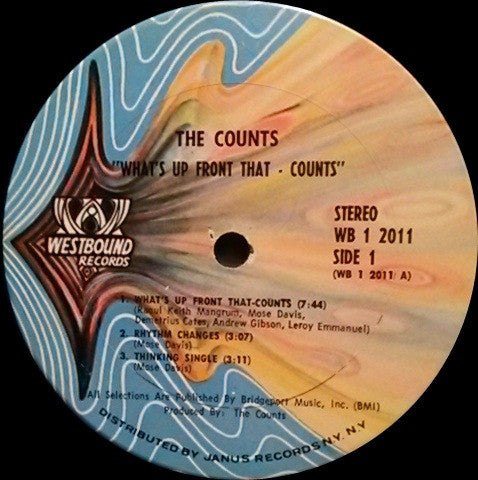 THE COUNTS
"WHAT'S UP FRONT THAT - COUNTS"
STEREO
WB 1 2011
SIDE 1
(WB 1 2011 A)
WESTBOUND
RECORDS
1. WHAT'S UP FRONT THAT-COUNTS (7:44)
(Raoul Keith Mangrum, Mose Davis,
Demetrius Cates, Andrew Gibson, Leroy Emmanuel)
2. RHYTHM CHANGES (3:07)
(Mose Davis)
3. THINKING SINGLE (3:11)
(Mose Davis)
All Selections Are Published By Bridgeport Music, Inc. (BMI)
Produced By: The Counts
DISTRIBUTED BY JANUS RECORDS N.Y. N.Y